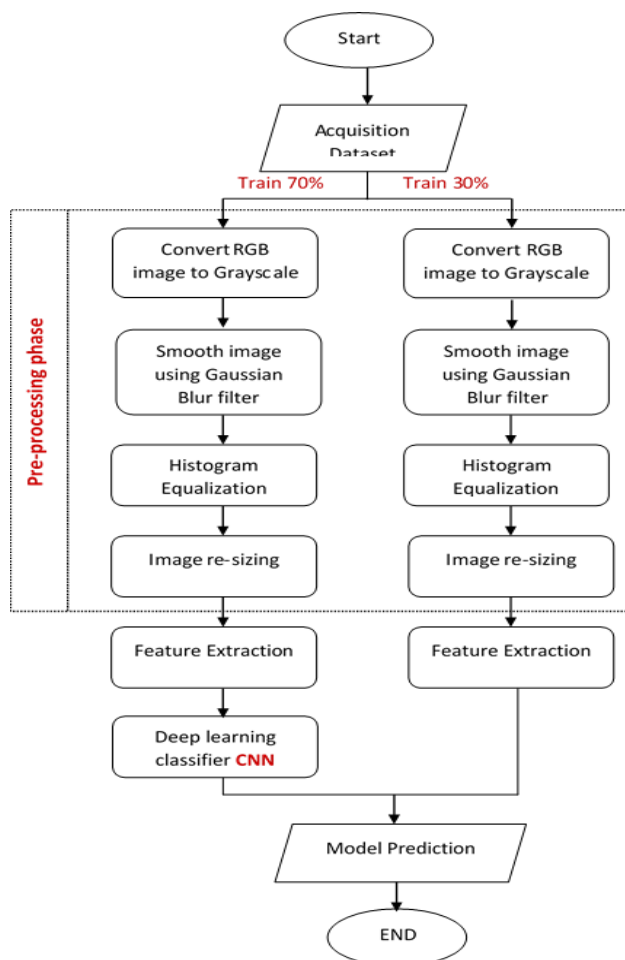 Start
Acquisition
Dataset
Train 70%
Train 30%
Pre-processing phase
Convert RGB
image to Grayscale
Smooth image
using Gaussian
Blur filter
Histogram
Equalization
Image re-sizing
Feature Extraction
Deep learning
classifier CNN
Convert RGB
image to Grayscale
Smooth image
using Gaussian
Blur filter
Histogram
Equalization
Image re-sizing
Feature Extraction
Model Prediction
END